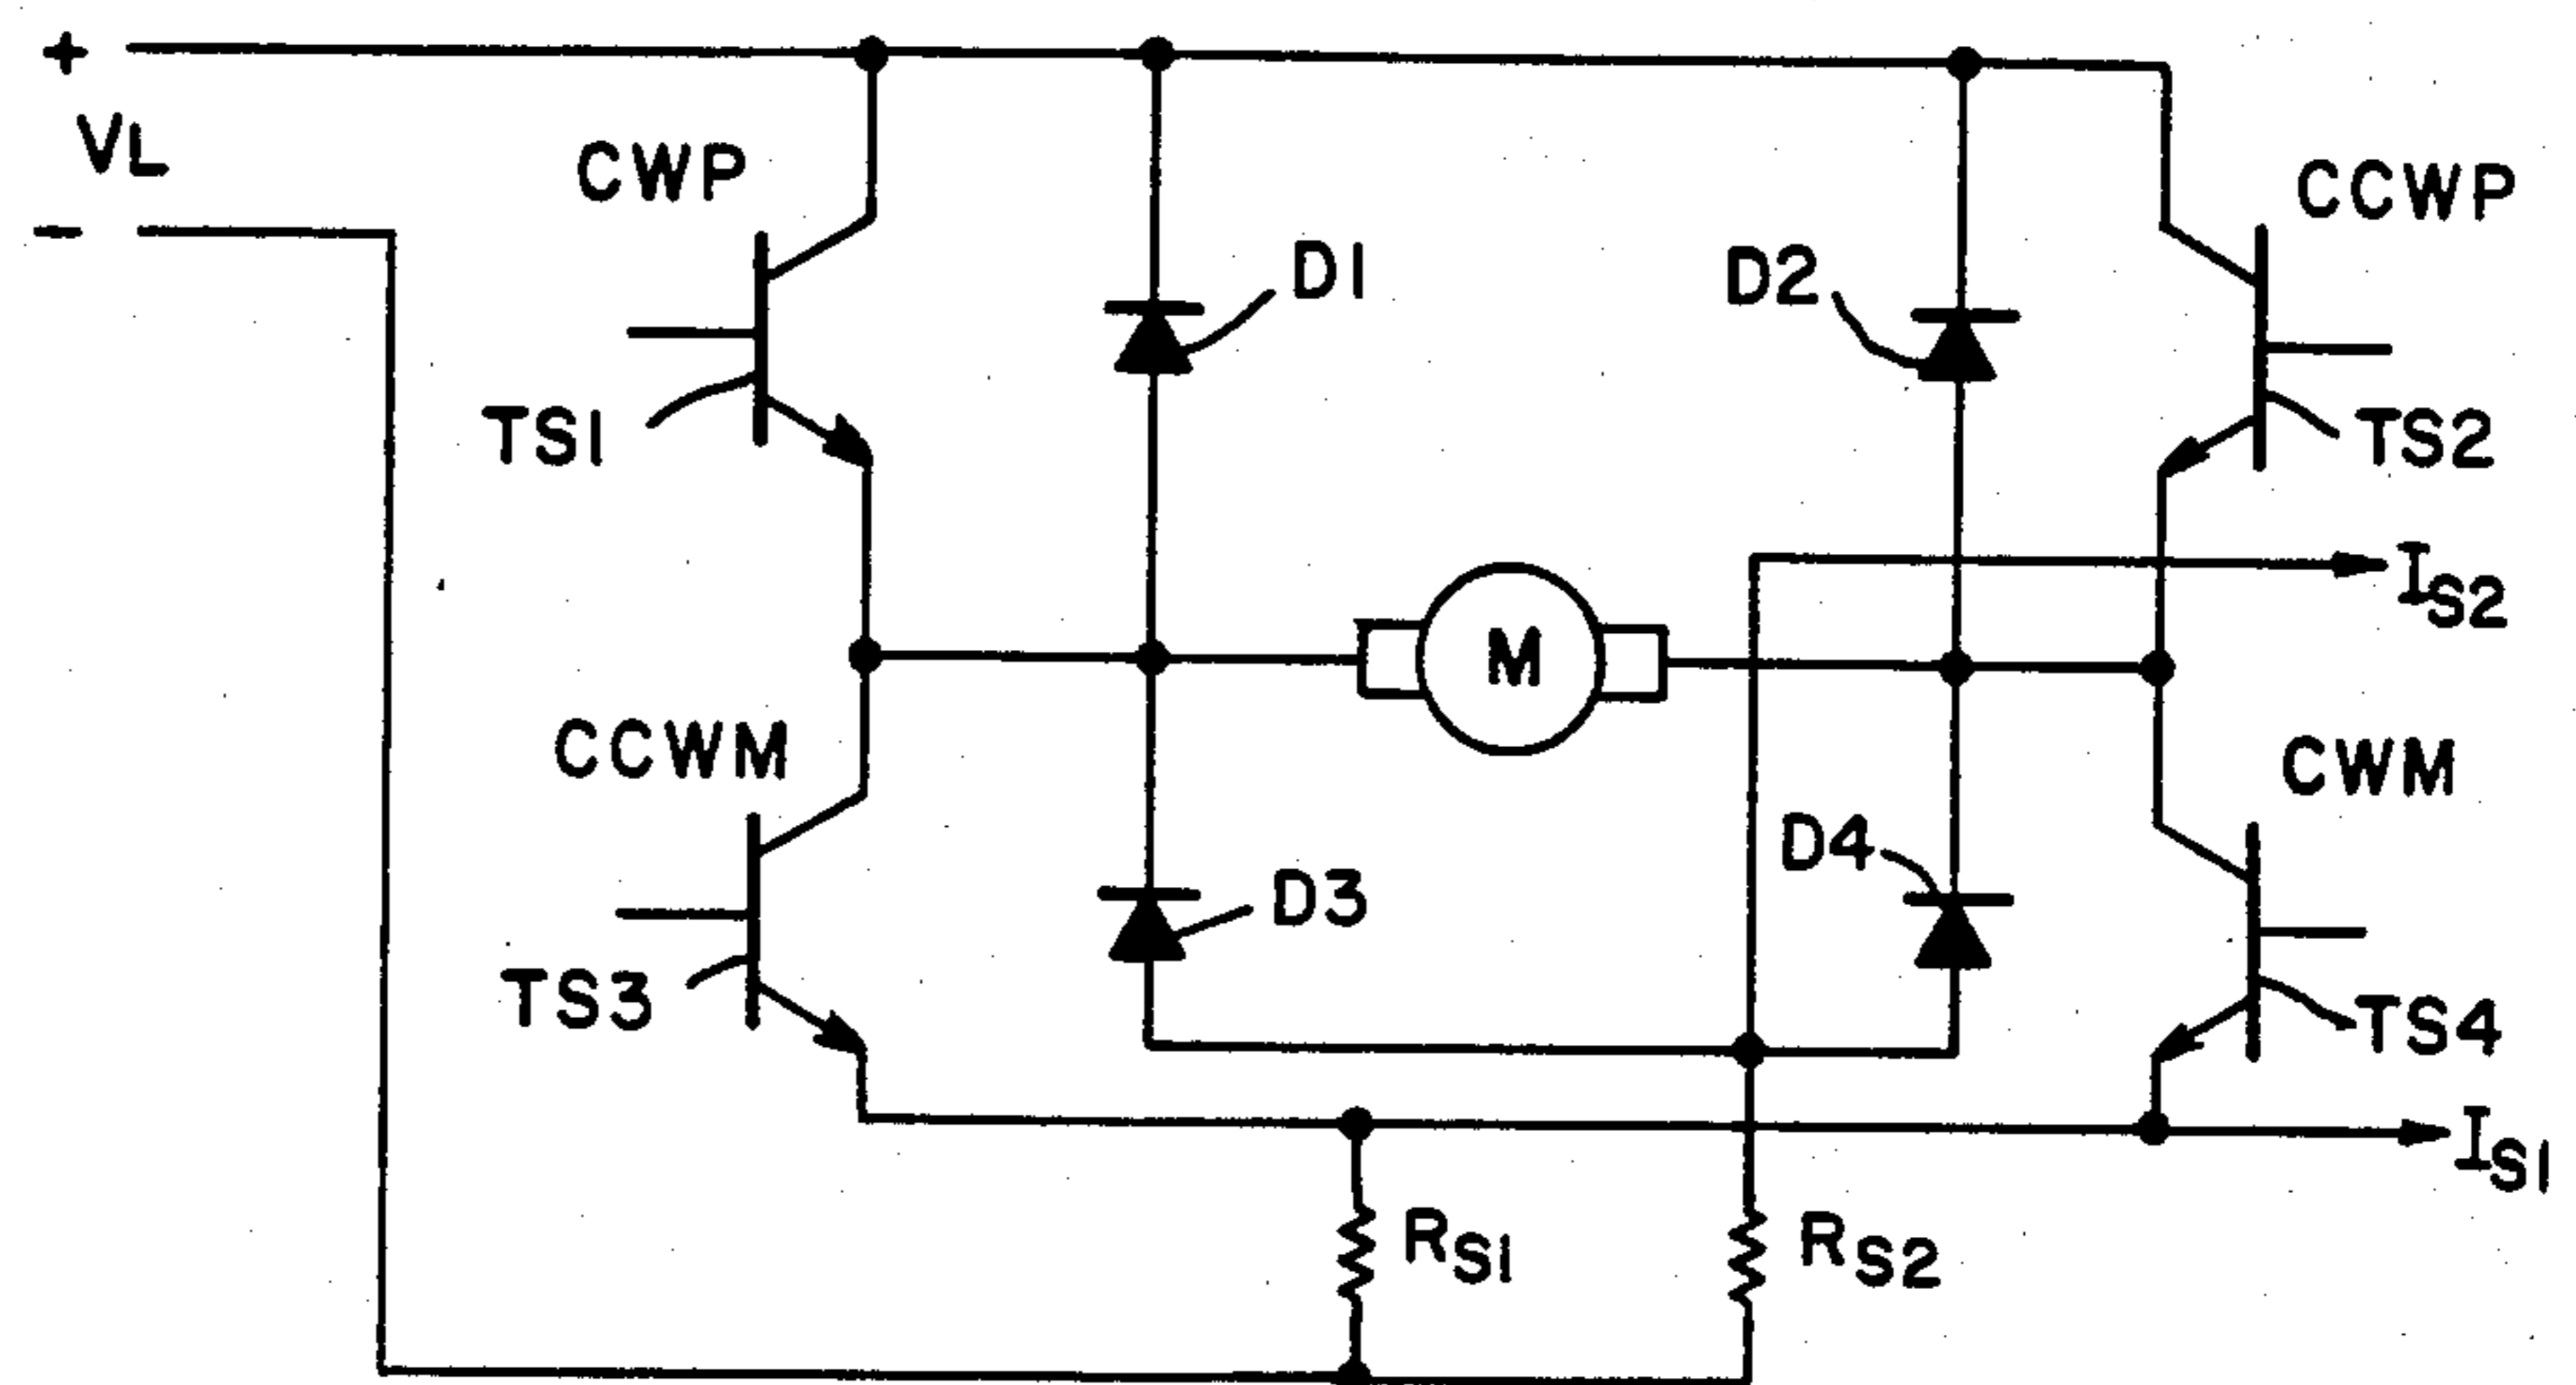 +
VL
-
CWP
CCWP
D1
D2
TS1
TS2
IS2
M
CCWM
CWM
D4
D3
TS3
TS4
IS1
RS1
RS2